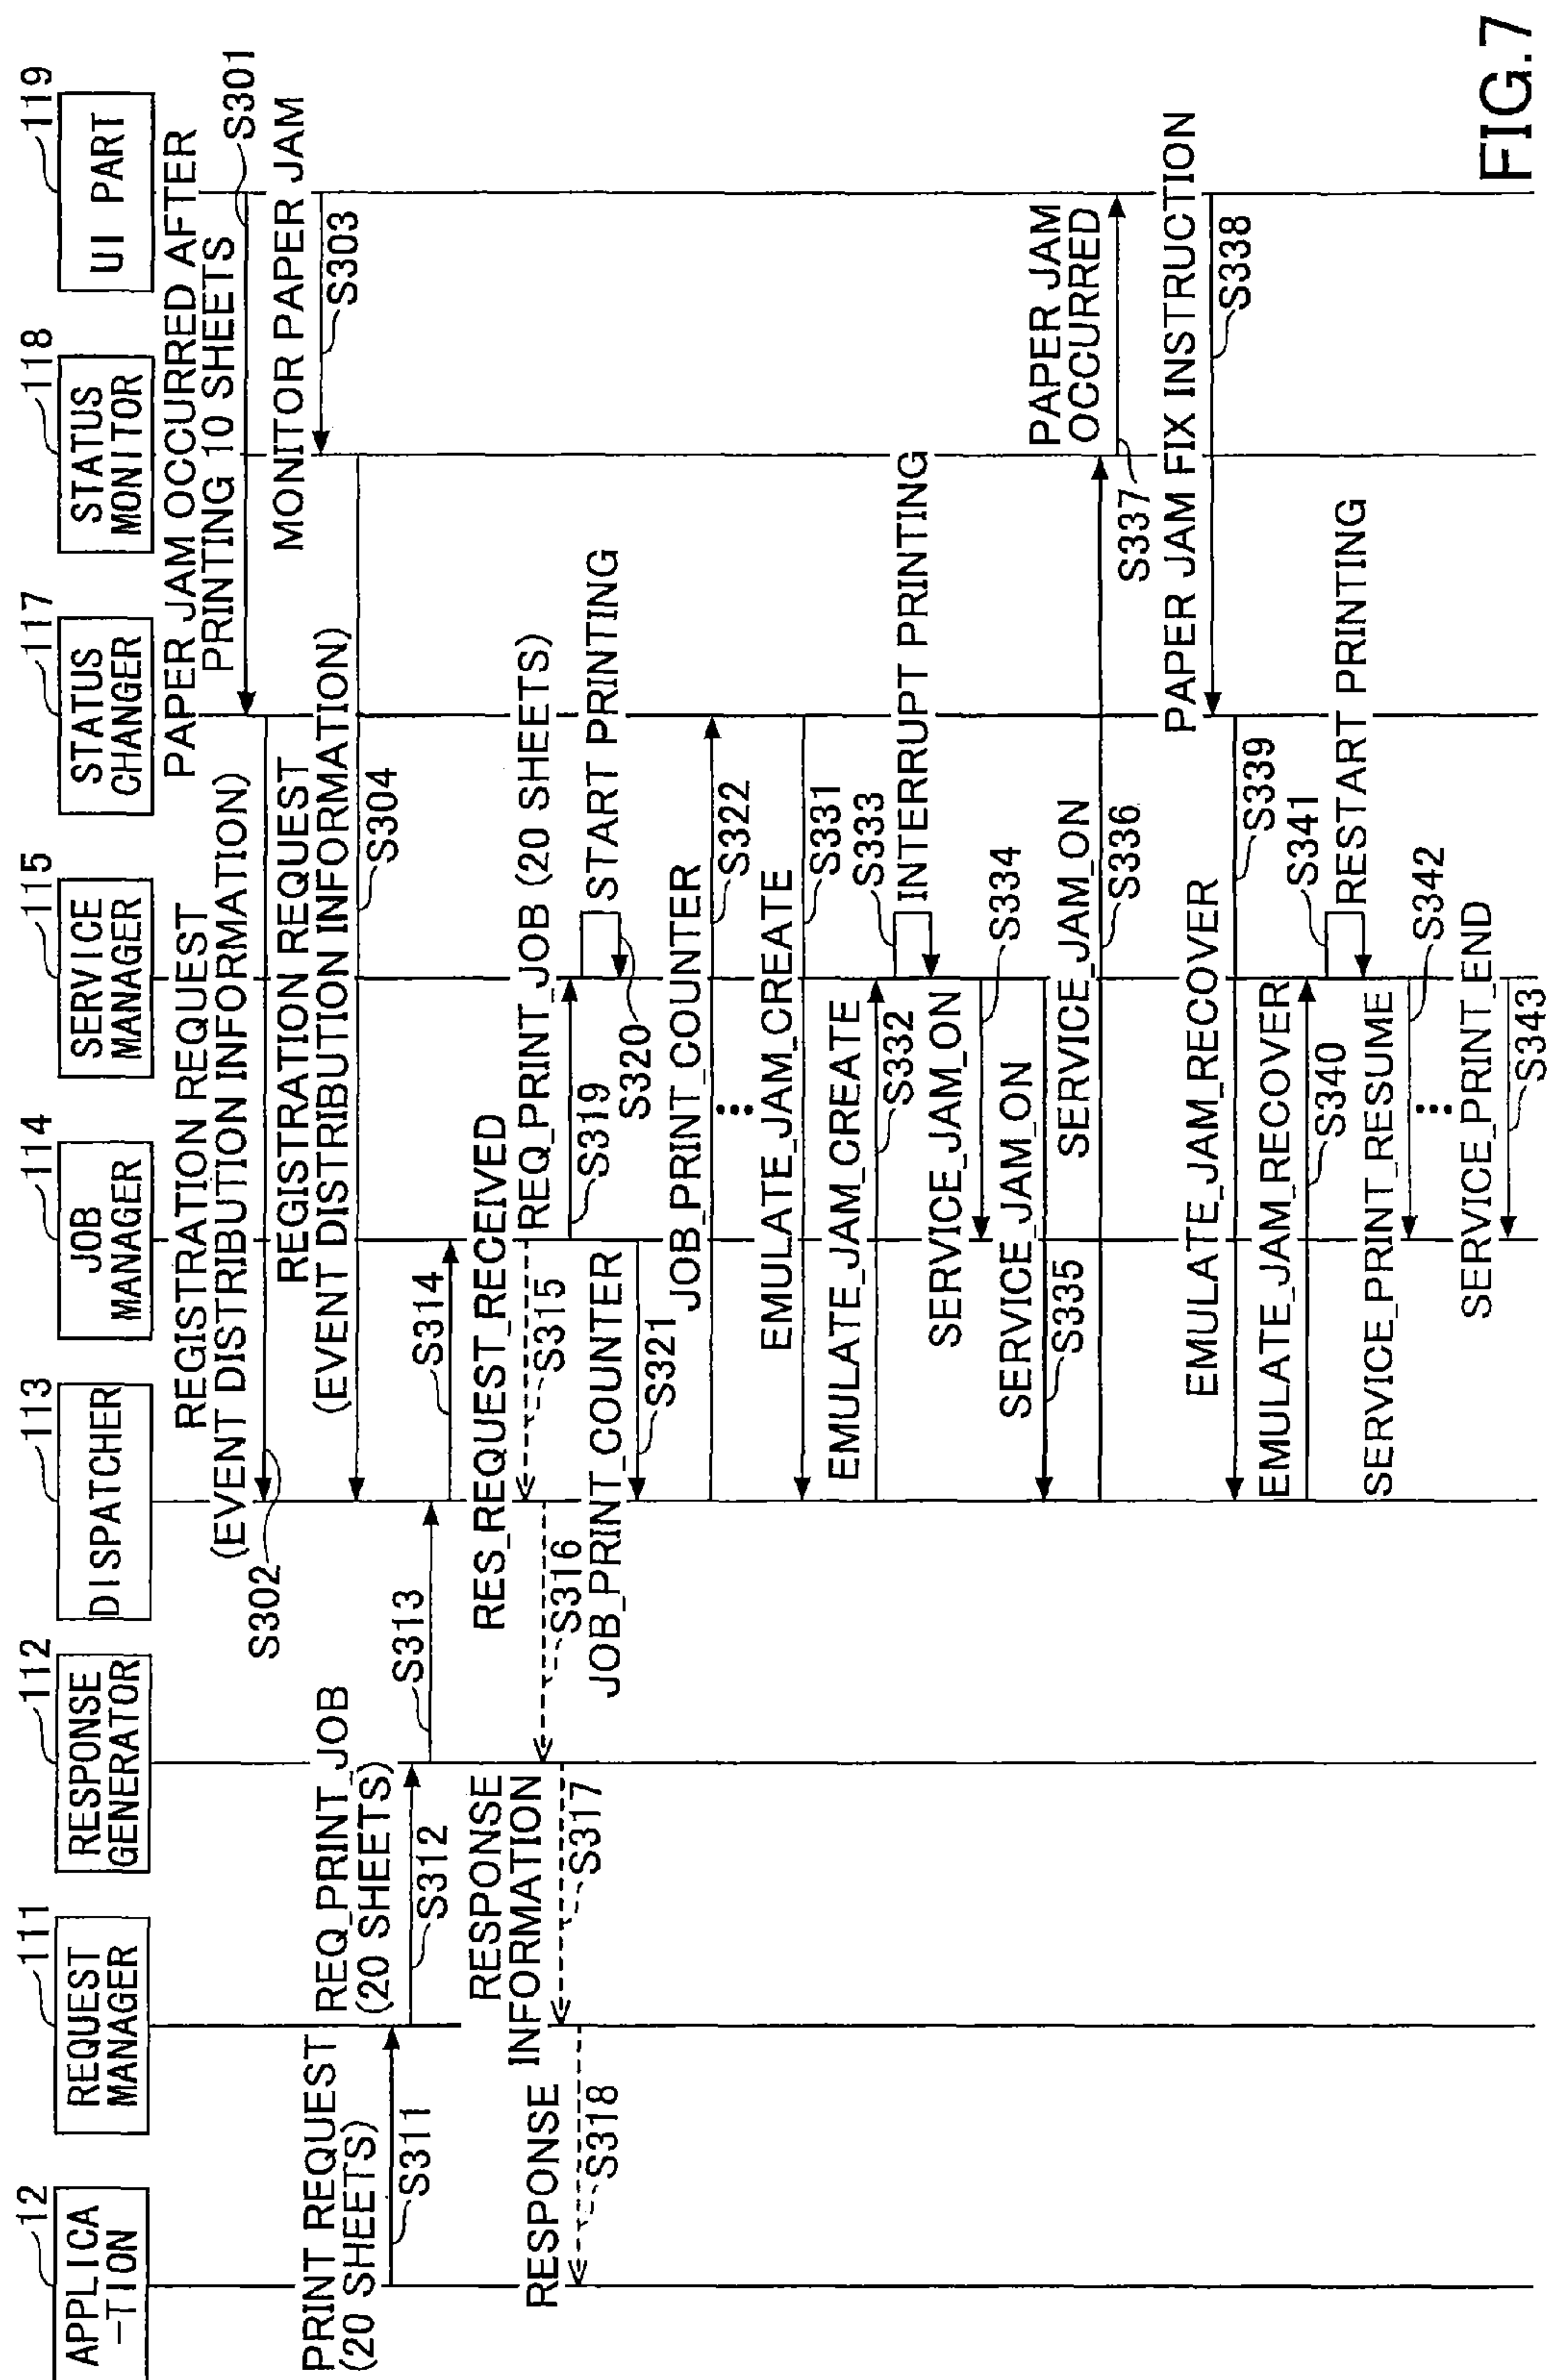 12
APPLICA
-TION
111
REQUEST
MANAGER
112
RESPONSE
GENERATOR
113
DISPATCHER
114
JOB
MANAGER
115
SERVICE
MANAGER
117
STATUS
CHANGER
118
STATUS
MONITOR
119
UI PART
PAPER JAM OCCURRED AFTER
PRINTING 10 SHEETS
S301
REGISTRATION REQUEST
(EVENT DISTRIBUTION INFORMATION)
S302
MONITOR PAPER JAM
S303
REGISTRATION REQUEST
(EVENT DISTRIBUTION INFORMATION)
S304
PRINT REQUEST
(20 SHEETS)
S311
REQ_PRINT_JOB
(20 SHEETS)
S312
S313
S314
RES_REQUEST_RECEIVED
S315
S316
RESPONSE
INFORMATION
S317
RESPONSE
S318
REQ_PRINT_JOB (20 SHEETS)
S319
START PRINTING
S320
JOB_PRINT_COUNTER
S321
JOB_PRINT_COUNTER
S322
EMULATE_JAM_CREATE
S331
EMULATE_JAM_CREATE
S332
S333
INTERRUPT PRINTING
SERVICE_JAM_ON
S334
SERVICE_JAM_ON
S335
SERVICE_JAM_ON
S336
PAPER JAM
OCCURRED
S337
PAPER JAM FIX INSTRUCTION
S338
EMULATE_JAM_RECOVER
S339
EMULATE_JAM_RECOVER
S340
S341
RESTART PRINTING
SERVICE_PRINT_RESUME
S342
SERVICE_PRINT_END
S343
FIG.7